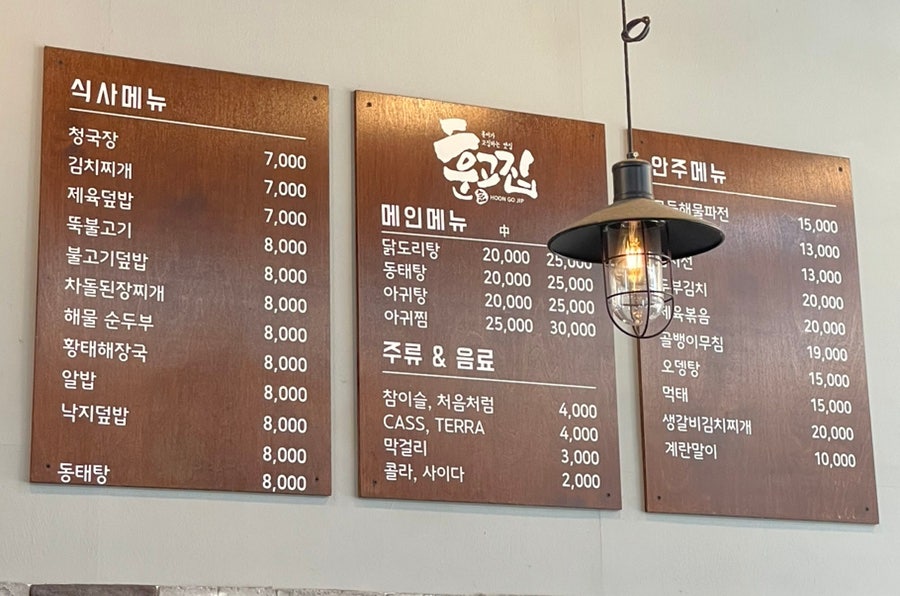 식사메뉴
청국장 7,000
김치찌개 7,000
제육덮밥 7,000
뚝불고기 8,000
불고기덮밥 8,000
차돌된장찌개 8,000
해물 순두부 8,000
황태해장국 8,000
알밥 8,000
낙지덮밥 8,000
8,000
동태탕 8,000
훈고집
HOON GO JIP
메인메뉴 中
닭도리탕 20,000 25,000
동태탕 20,000 25,000
아귀탕 20,000 25,000
아귀찜 25,000 30,000
주류 & 음료
참이슬, 처음처럼 4,000
CASS, TERRA 4,000
막걸리 3,000
콜라, 사이다 2,000
안주메뉴
15,000
13,000
13,000
두부김치 20,000
제육볶음 20,000
골뱅이무침 19,000
오뎅탕 15,000
먹태 15,000
생갈비김치찌개 20,000
계란말이 10,000